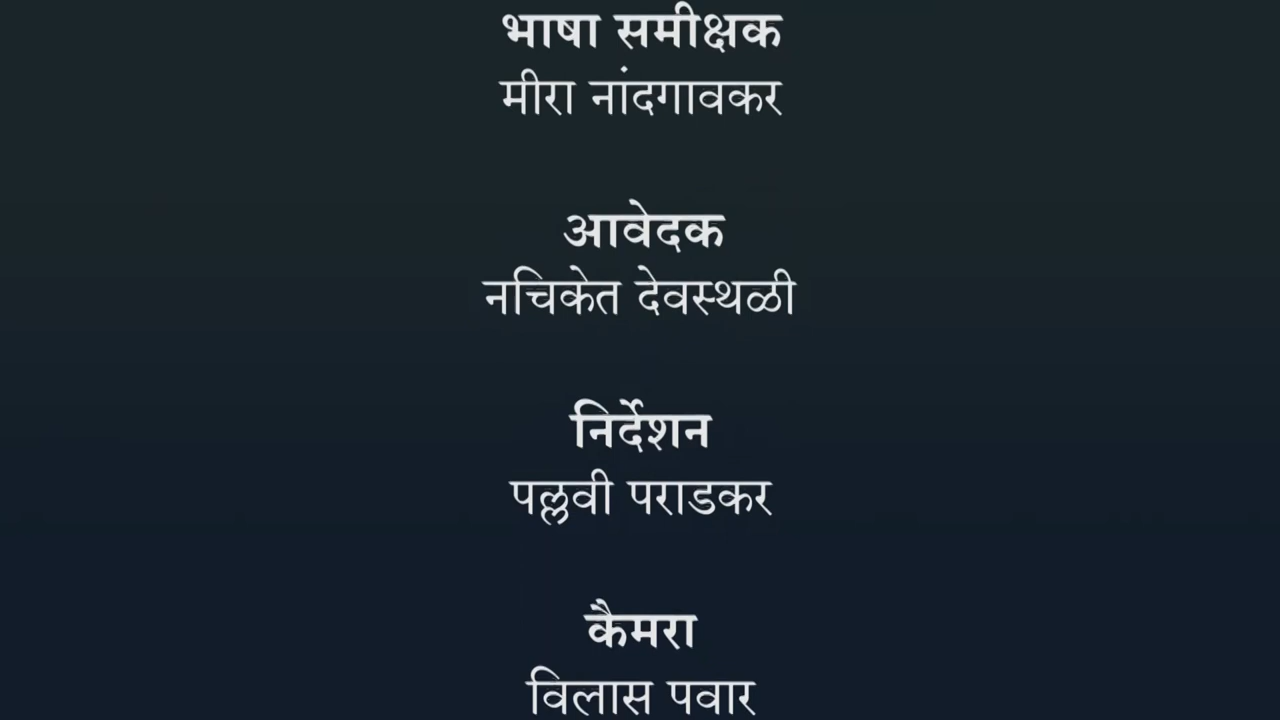 भाषा समीक्षक
मीरा नांदगावकर
आवेदक
नचिकेत देवस्थळी
निर्देशन
पल्लवी पराडकर
कैमरा
विलास पवार